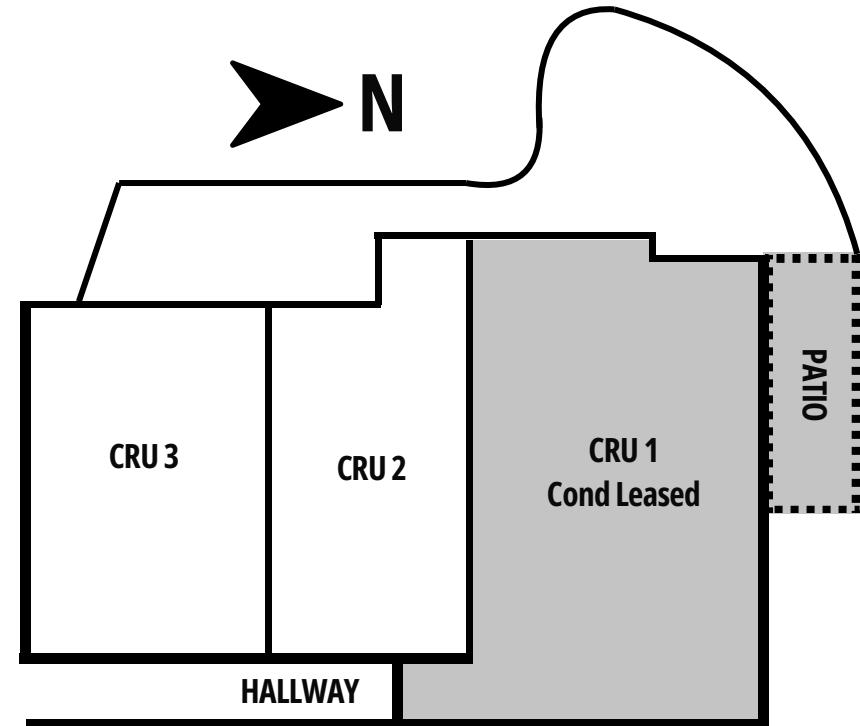 N
PATIO
CRU 3
CRU 2
CRU 1
Cond Leased
HALLWAY